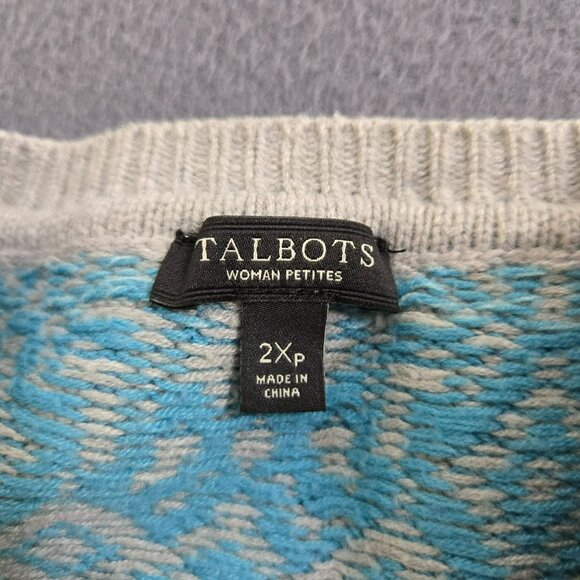 TALBOTS
WOMAN PETITES
2XP
MADE IN
CHINA